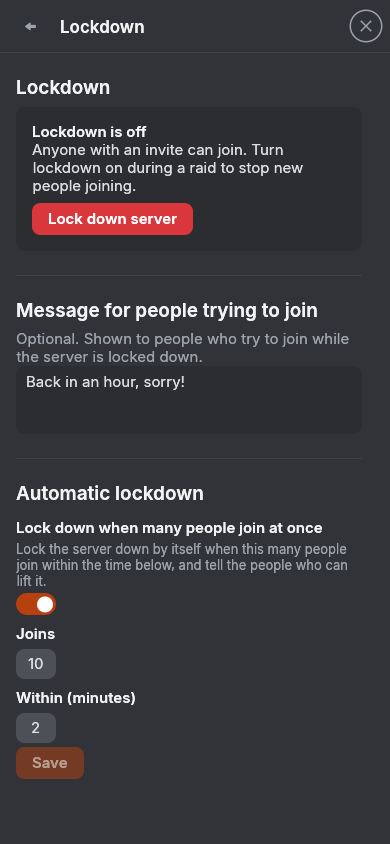 Lockdown
Lockdown
Lockdown is off
Anyone with an invite can join. Turn
lockdown on during a raid to stop new
people joining.
Lock down server
Message for people trying to join
Optional. Shown to people who try to join while
the server is locked down.
Back in an hour, sorry!
Automatic lockdown
Lock down when many people join at once
Lock the server down by itself when this many people
join within the time below, and tell the people who can
lift it.
Joins
10
Within (minutes)
2
Save